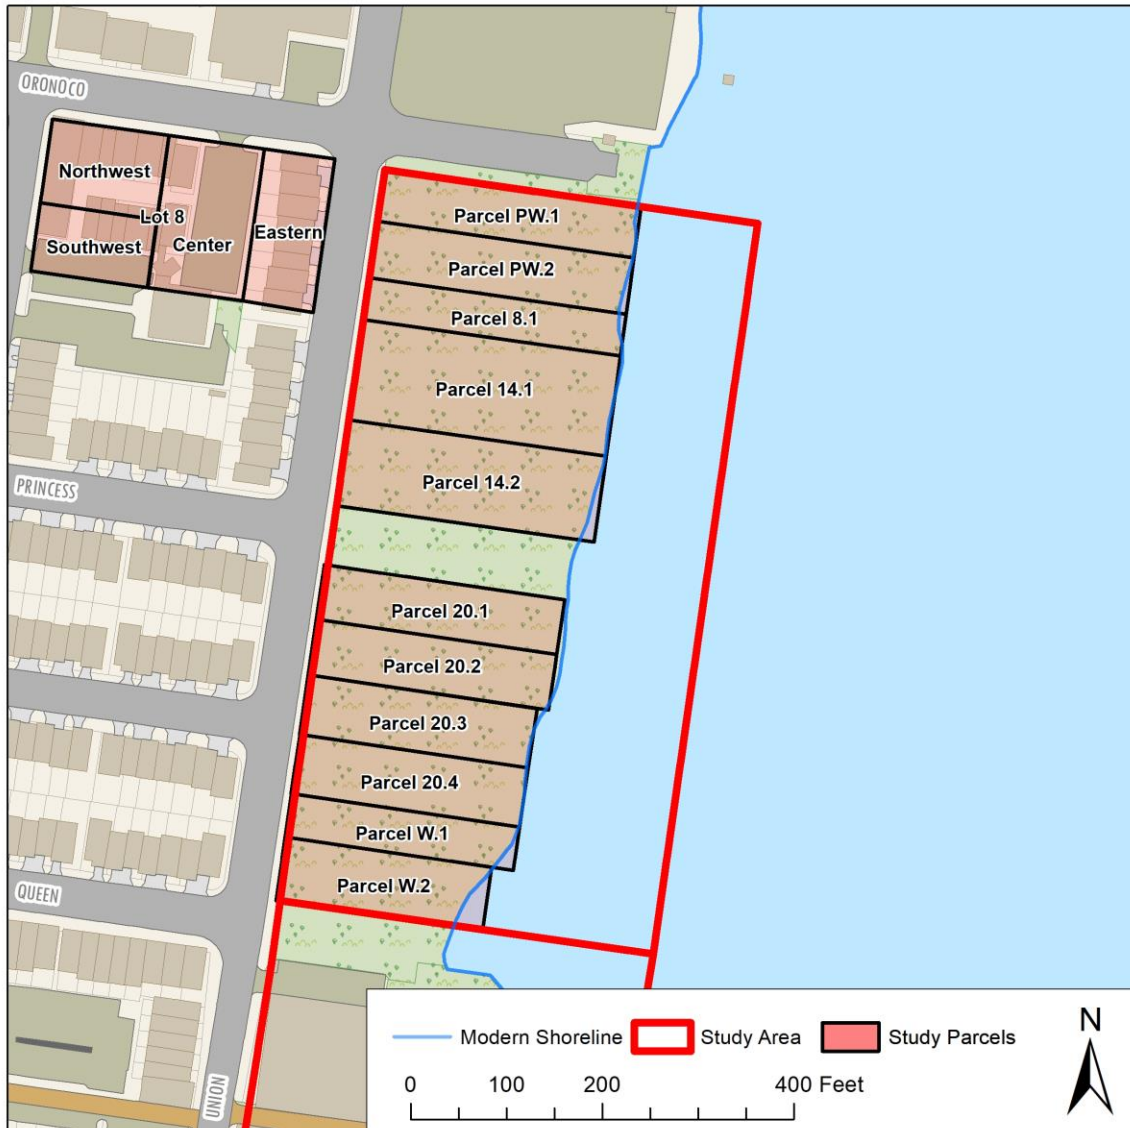 ORONOCO
Northwest
Lot 8
Southwest
Center
Eastern
Parcel PW.1
Parcel PW.2
Parcel 8.1
Parcel 14.1
Parcel 14.2
PRINCESS
Parcel 20.1
Parcel 20.2
Parcel 20.3
Parcel 20.4
Parcel W.1
Parcel W.2
QUEEN
UNION
Modern Shoreline Study Area Study Parcels
0 100 200 400 Feet
N